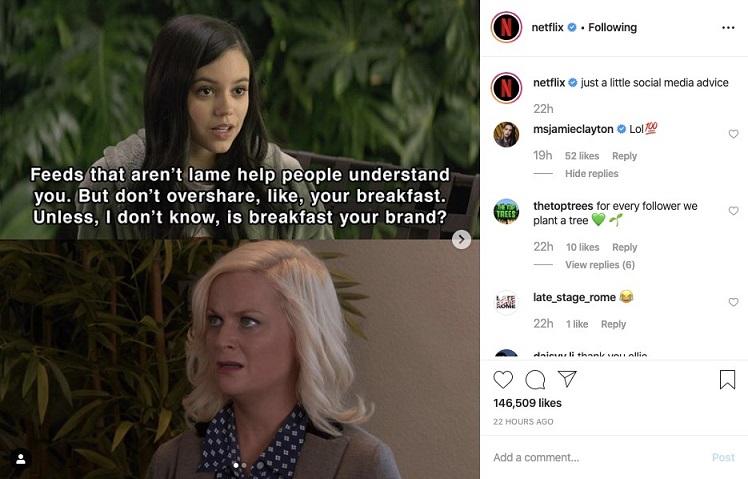 netflix • Following
Feeds that aren't lame help people understand
you. But don't overshare, like, your breakfast.
Unless, I don't know, is breakfast your brand?
netflix just a little social media advice
22h
msjamieclayton Lol💯
19h 52 likes Reply
Hide replies
thetoptrees for every follower we
plant a tree 💚 🌱
22h 10 likes Reply
View replies (6)
late_stage_rome 😂
22h 1 like Reply
146,509 likes
22 HOURS AGO
Add a comment... Post